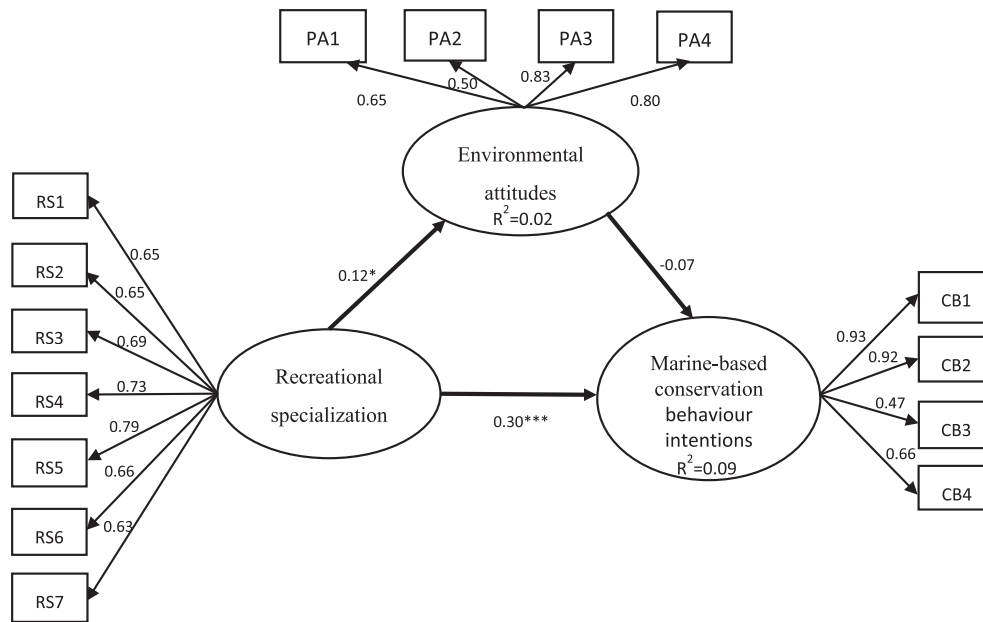 PA1
PA2
PA3
PA4
0.65
0.50
0.83
0.80
Environmental
attitudes
R²=0.02
RS1
RS2
RS3
RS4
RS5
RS6
RS7
0.65
0.65
0.69
0.73
0.79
0.66
0.63
0.12*
-0.07
Recreational
specialization
0.30***
Marine-based
conservation
behaviour
intentions
R²=0.09
0.93
0.92
0.47
0.66
CB1
CB2
CB3
CB4